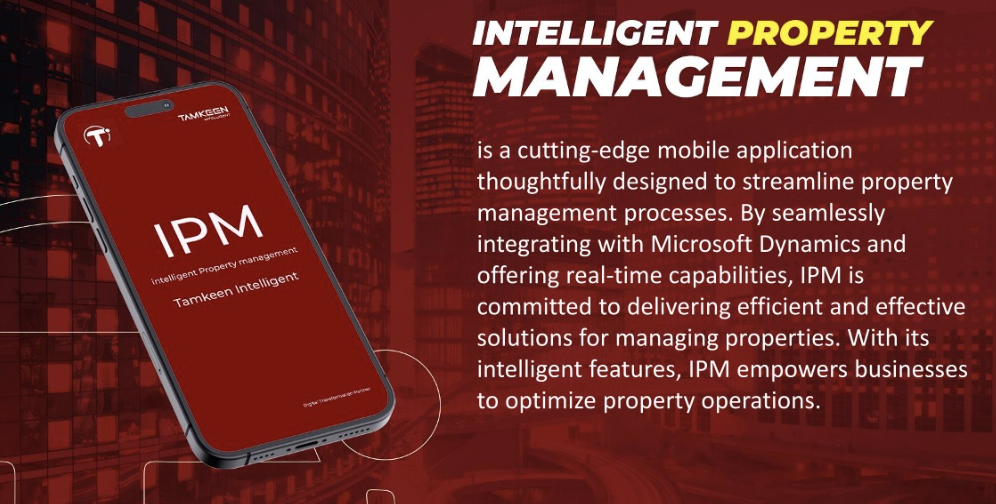 INTELLIGENT PROPERTY
MANAGEMENT
is a cutting-edge mobile application
thoughtfully designed to streamline property
management processes. By seamlessly
integrating with Microsoft Dynamics and
offering real-time capabilities, IPM is
committed to delivering efficient and effective
solutions for managing properties. With its
intelligent features, IPM empowers businesses
to optimize property operations.
Ti
TAMKEEN
INTELLIGENT
IPM
Intelligent Property management
Tamkeen Intelligent
Digital Transformation Partner